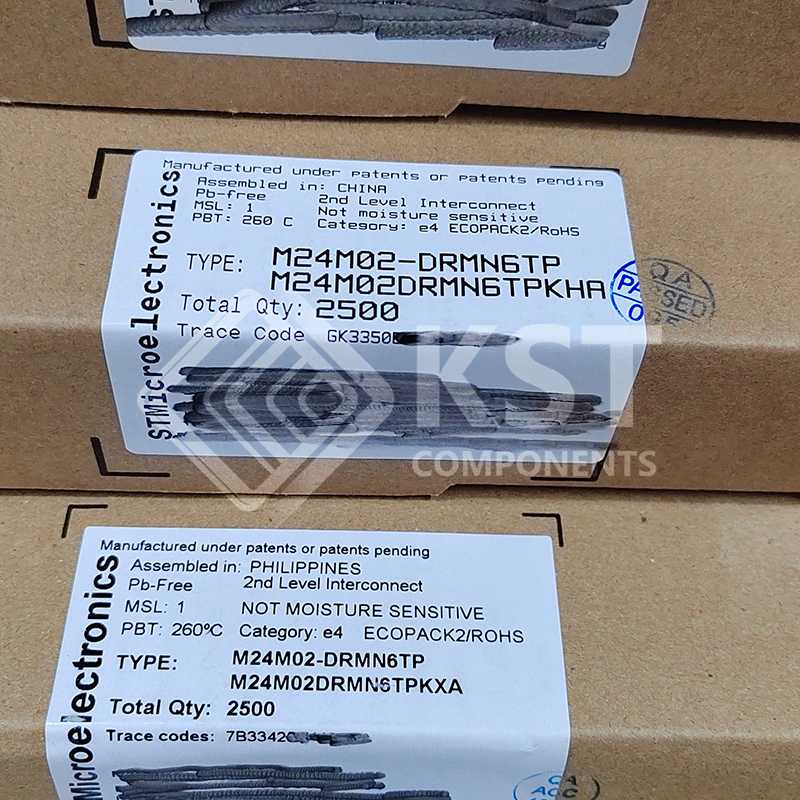 Manufactured under patents or patents pending
Assembled in: CHINA
Pb-free 2nd Level Interconnect
MSL: 1 Not moisture sensitive
PBT: 260 C Category: e4 ECOPACK2/RoHS
TYPE: M24M02-DRMN6TP
M24M02DRMN6TPKHA
Total Qty: 2500
Trace Code GK3350
STMicroelectronics
QA
PASSED
KST
COMPONENTS
Manufactured under patents or patents pending
Assembled in: PHILIPPINES
Pb-Free 2nd Level Interconnect
MSL: 1 NOT MOISTURE SENSITIVE
PBT: 260ºC Category: e4 ECOPACK2/ROHS
TYPE: M24M02-DRMN6TP
M24M02DRMN6TPKXA
Total Qty: 2500
Trace codes: 7B3342
Microelectronics